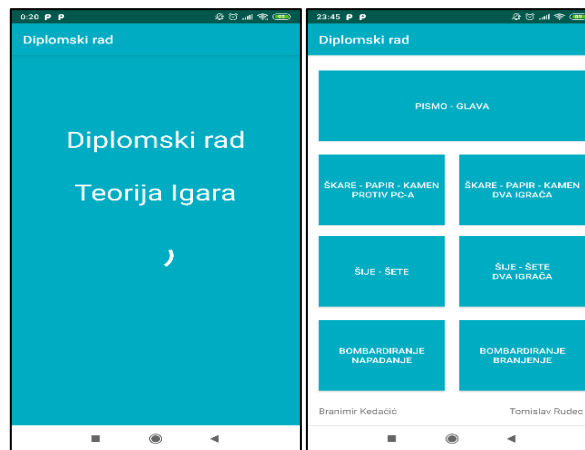 0:20 P P
Diplomski rad
Diplomski rad
Teorija Igara
23:45 P P
Diplomski rad
PISMO - GLAVA
ŠKARE - PAPIR - KAMEN
PROTIV PC-A
ŠKARE - PAPIR - KAMEN
DVA IGRAČA
ŠIJE - ŠETE
ŠIJE - ŠETE
DVA IGRAČA
BOMBARDIRANJE
NAPADANJE
BOMBARDIRANJE
BRANJENJE
Branimir Kedačić
Tomislav Rudec